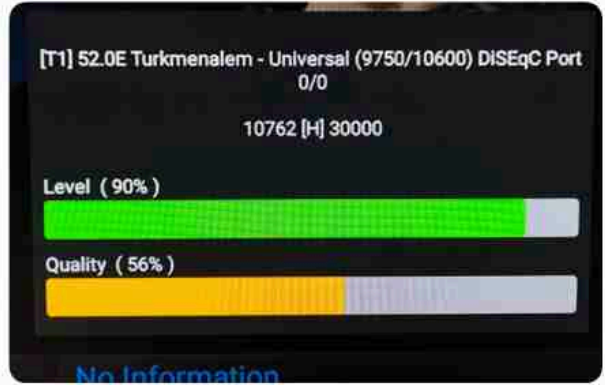 [T1] 52.0E Turkmenalem - Universal (9750/10600) DiSEqC Port
0/0
10762 [H] 30000
Level ( 90% )
Quality ( 56% )
No Information